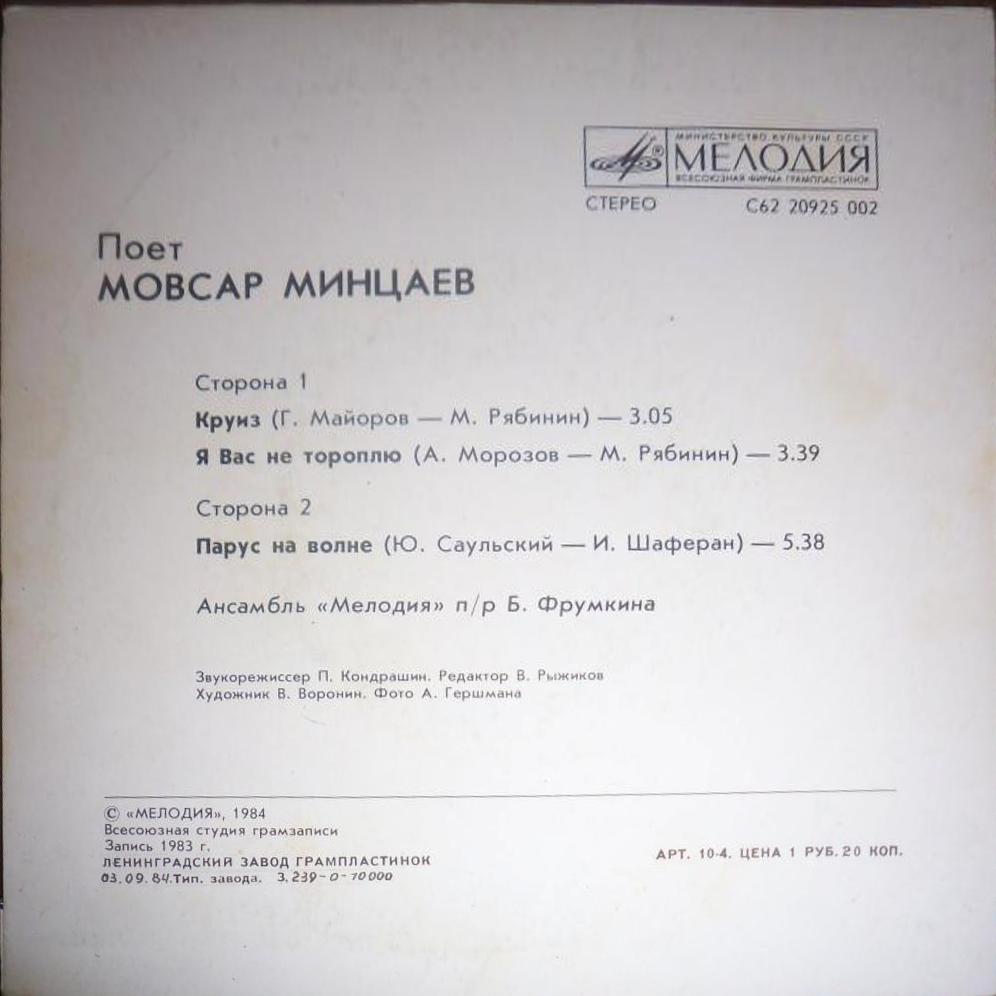 МИНИСТЕРСТВО КУЛЬТУРЫ СССР
МЕЛОДИЯ
ВСЕСОЮЗНАЯ ФИРМА ГРАМПЛАСТИНОК
СТЕРЕО С62 20925 002
Поет
МОВСАР МИНЦАЕВ
Сторона 1
Круиз (Г. Майоров — М. Рябинин) — 3.05
Я Вас не тороплю (А. Морозов — М. Рябинин) — 3.39
Сторона 2
Парус на волне (Ю. Саульский — И. Шаферан) — 5.38
Ансамбль «Мелодия» п/р Б. Фрумкина
Звукорежиссер П. Кондрашин. Редактор В. Рыжиков
Художник В. Воронин. Фото А. Гершмана
© «МЕЛОДИЯ», 1984
Всесоюзная студия грамзаписи
Запись 1983 г.
ЛЕНИНГРАДСКИЙ ЗАВОД ГРАМПЛАСТИНОК
03.09.84.Тип. завода. З. 239-0-70000
АРТ. 10-4. ЦЕНА 1 РУБ. 20 КОП.